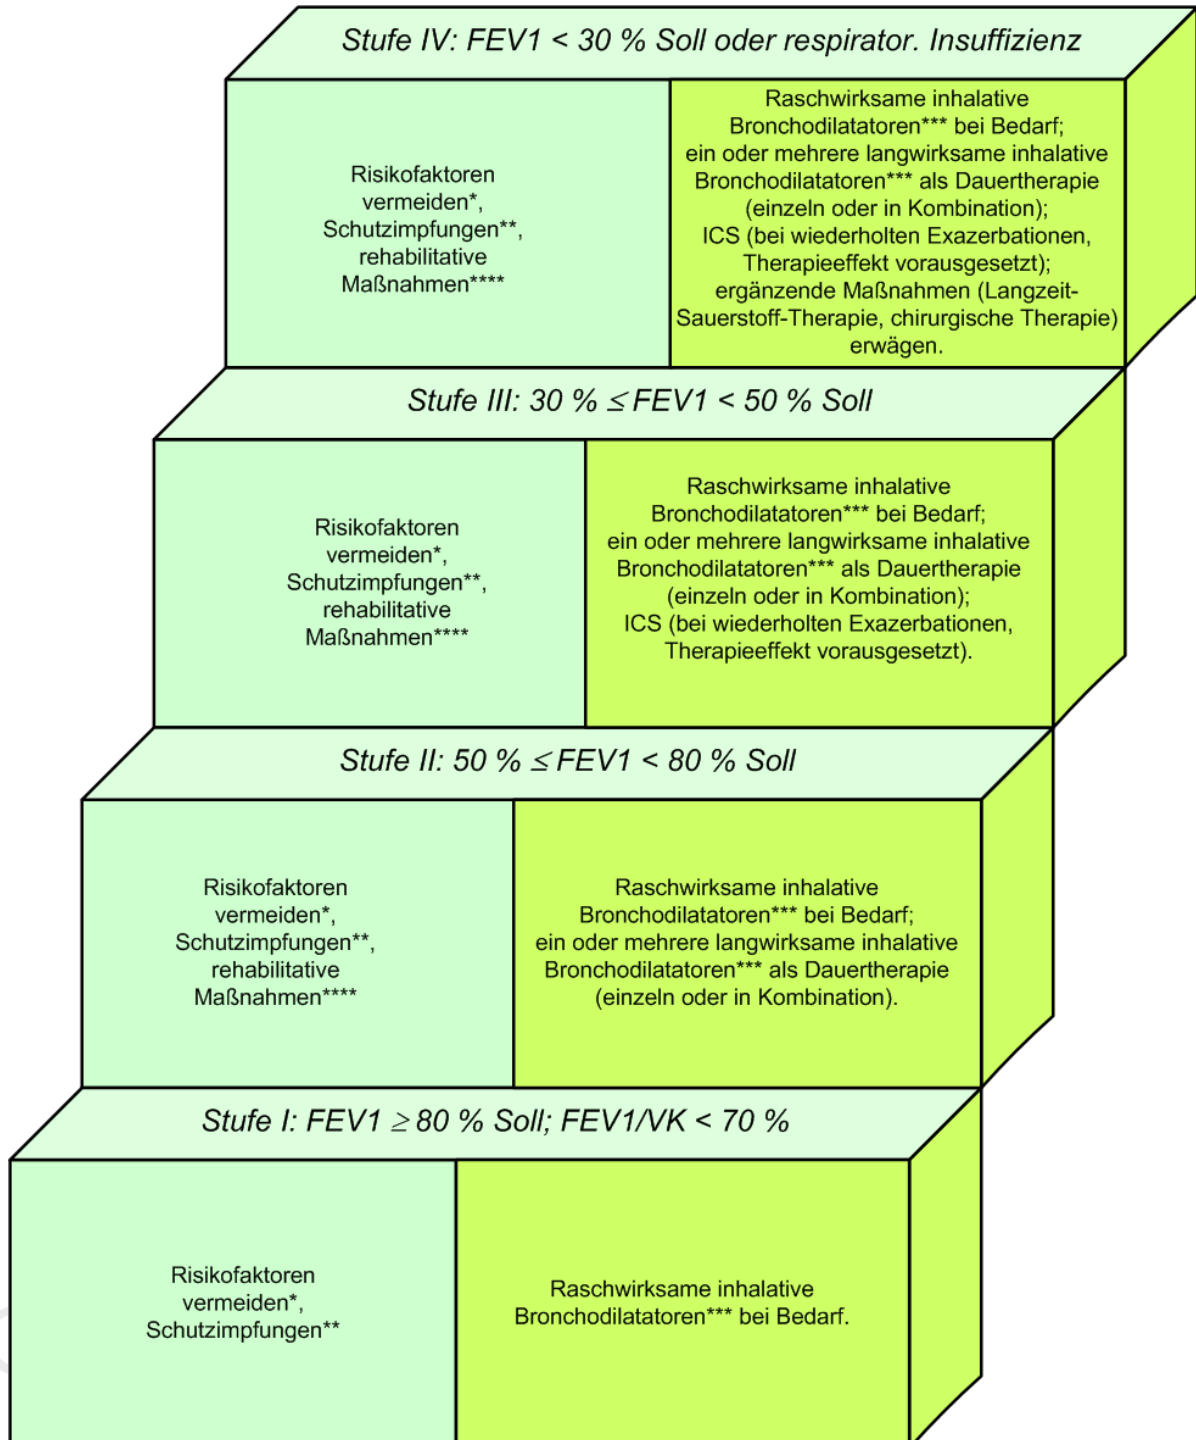 Stufe IV: FEV1 < 30 % Soll oder respirator. Insuffizienz
Risikofaktoren
vermeiden*,
Schutzimpfungen**,
rehabilitative
Maßnahmen****
Raschwirksame inhalative
Bronchodilatatoren*** bei Bedarf;
ein oder mehrere langwirksame inhalative
Bronchodilatatoren*** als Dauertherapie
(einzeln oder in Kombination);
ICS (bei wiederholten Exazerbationen,
Therapieeffekt vorausgesetzt);
ergänzende Maßnahmen (Langzeit-
Sauerstoff-Therapie, chirurgische Therapie)
erwägen.
Stufe III: 30 % ≤ FEV1 < 50 % Soll
Risikofaktoren
vermeiden*,
Schutzimpfungen**,
rehabilitative
Maßnahmen****
Raschwirksame inhalative
Bronchodilatatoren*** bei Bedarf;
ein oder mehrere langwirksame inhalative
Bronchodilatatoren*** als Dauertherapie
(einzeln oder in Kombination);
ICS (bei wiederholten Exazerbationen,
Therapieeffekt vorausgesetzt).
Stufe II: 50 % ≤ FEV1 < 80 % Soll
Risikofaktoren
vermeiden*,
Schutzimpfungen**,
rehabilitative
Maßnahmen****
Raschwirksame inhalative
Bronchodilatatoren*** bei Bedarf;
ein oder mehrere langwirksame inhalative
Bronchodilatatoren*** als Dauertherapie
(einzeln oder in Kombination).
Stufe I: FEV1 ≥ 80 % Soll; FEV1/VK < 70 %
Risikofaktoren
vermeiden*,
Schutzimpfungen**
Raschwirksame inhalative
Bronchodilatatoren*** bei Bedarf.